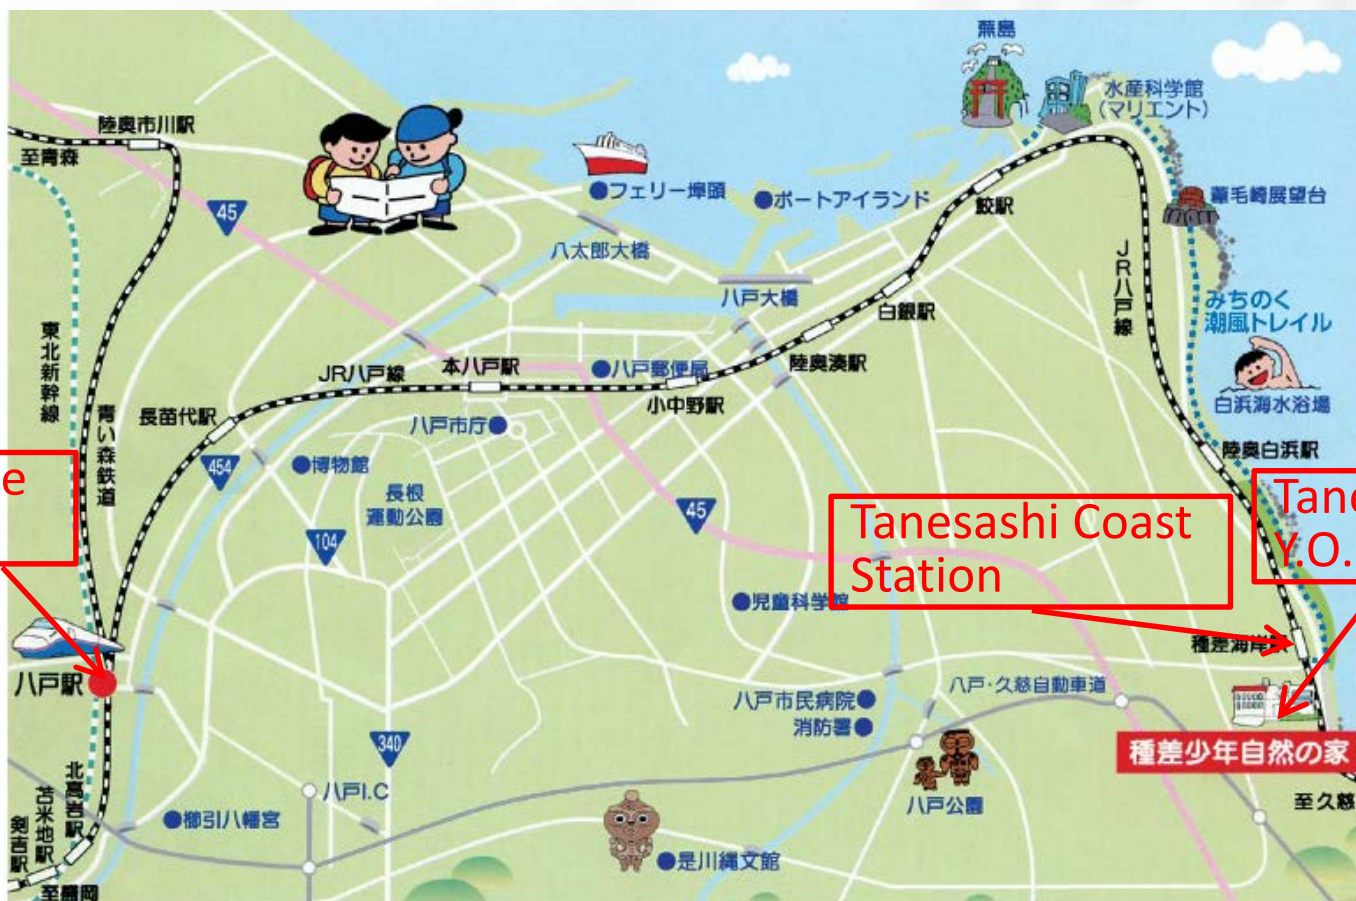 蕪島
水産科学館
(マリエント)
陸奥市川駅
至青森
45
フェリー埠頭
ポートアイランド
鮫駅
葦毛崎展望台
八太郎大橋
八戸大橋
白銀駅
JR八戸線
みちのく
潮風トレイル
東北新幹線
青い森鉄道
JR八戸線
本八戸駅
八戸郵便局
陸奥湊駅
小中野駅
白浜海水浴場
長苗代駅
八戸市庁
陸奥白浜駅
454
博物館
長根
運動公園
104
45
e
Tanesashi Coast
Station
Tane
Y.O.
児童科学館
種差海岸
八戸駅
八戸市民病院
消防署
八戸・久慈自動車道
種差少年自然の家
340
八戸I.C
八戸公園
至久慈
北高岩駅
苫米地駅
剣吉駅
櫛引八幡宮
是川縄文館
至盛岡